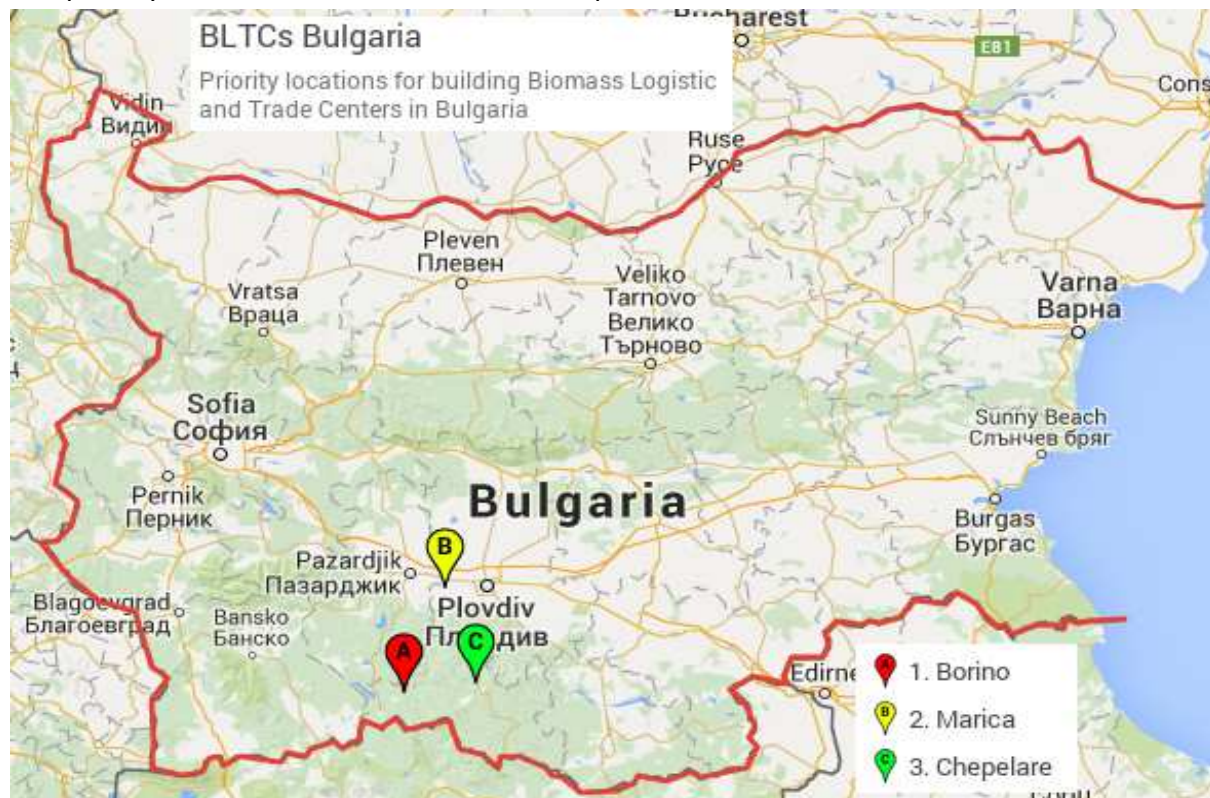 Bucharest
BLTCs Bulgaria
E81
Priority locations for building Biomass Logistic
and Trade Centers in Bulgaria
Cons
Vidin
Видин
Ruse
Русе
Pleven
Плевен
Veliko
Tarnovo
Велико
Търново
Vratsa
Враца
Varna
Варна
Sofia
София
Sunny Beach
Слънчев бряг
Pernik
Перник
Bulgaria
Burgas
Бургас
B
Pazardjik
Пазарджик
Plovdiv
Пловдив
Blagoevgrad
Благоевград
Bansko
Банско
A
C
Edirne
A 1. Borino
B 2. Marica
C 3. Chepelare